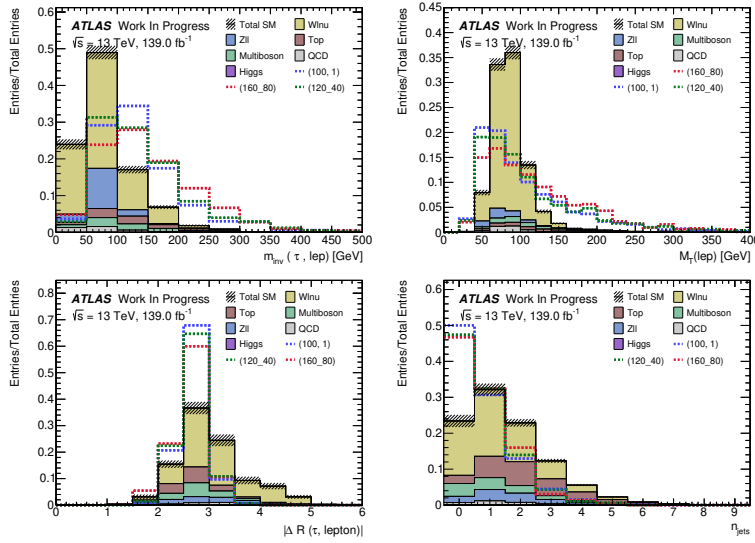 ATLAS Work In Progress
√s = 13 TeV, 139.0 fb⁻¹
Total SM
Wlnu
Zll
Top
Multiboson
QCD
Higgs
(100, 1)
(160_80)
(120_40)
Entries/Total Entries
0 0.1 0.2 0.3 0.4 0.5 0.6
0 50 100 150 200 250 300 350 400 450 500
m_inv (τ, lep) [GeV]
ATLAS Work In Progress
√s = 13 TeV, 139.0 fb⁻¹
Total SM
Wlnu
Zll
Multiboson
Top
QCD
Higgs
(160_80)
(100, 1)
(120_40)
Entries/Total Entries
0 0.05 0.1 0.15 0.2 0.25 0.3 0.35 0.4 0.45
0 50 100 150 200 250 300 350 400
M_T(lep) [GeV]
ATLAS Work In Progress
√s = 13 TeV, 139.0 fb⁻¹
Total SM
Wlnu
Top
Multiboson
Zll
QCD
Higgs
(100, 1)
(120_40)
(160_80)
Entries/Total Entries
0 0.1 0.2 0.3 0.4 0.5 0.6 0.7 0.8
0 1 2 3 4 5 6
|Δ R (τ, lepton)|
ATLAS Work In Progress
√s = 13 TeV, 139.0 fb⁻¹
Total SM
Wlnu
Top
Multiboson
Zll
QCD
Higgs
(100, 1)
(120_40)
(160_80)
Entries/Total Entries
0 0.1 0.2 0.3 0.4 0.5 0.6
0 1 2 3 4 5 6 7 8 9
n_jets